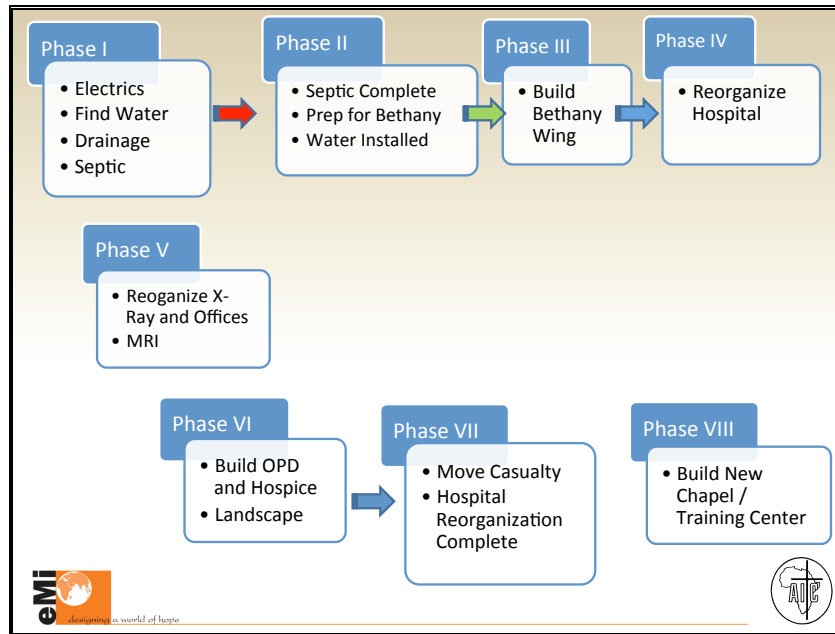 Phase I
• Electrics
• Find Water
• Drainage
• Septic
Phase II
• Septic Complete
• Prep for Bethany
• Water Installed
Phase III
• Build
Bethany
Wing
Phase IV
• Reorganize
Hospital
Phase V
• Reoganize X-
Ray and Offices
• MRI
Phase VI
• Build OPD
and Hospice
• Landscape
Phase VII
• Move Casualty
• Hospital
Reorganization
Complete
Phase VIII
• Build New
Chapel /
Training Center
eMi
designing a world of hope
AIC